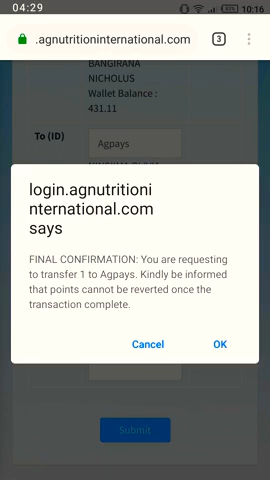 04:29
10:16
.agnutritioninternational.com
3
BANGIRANA
NICHOLUS
Wallet Balance :
431.11
To (ID)
Agpays
login.agnutritioni
nternational.com
says
FINAL CONFIRMATION: You are requesting
to transfer 1 to Agpays. Kindly be informed
that points cannot be reverted once the
transaction complete.
Cancel
OK
Submit